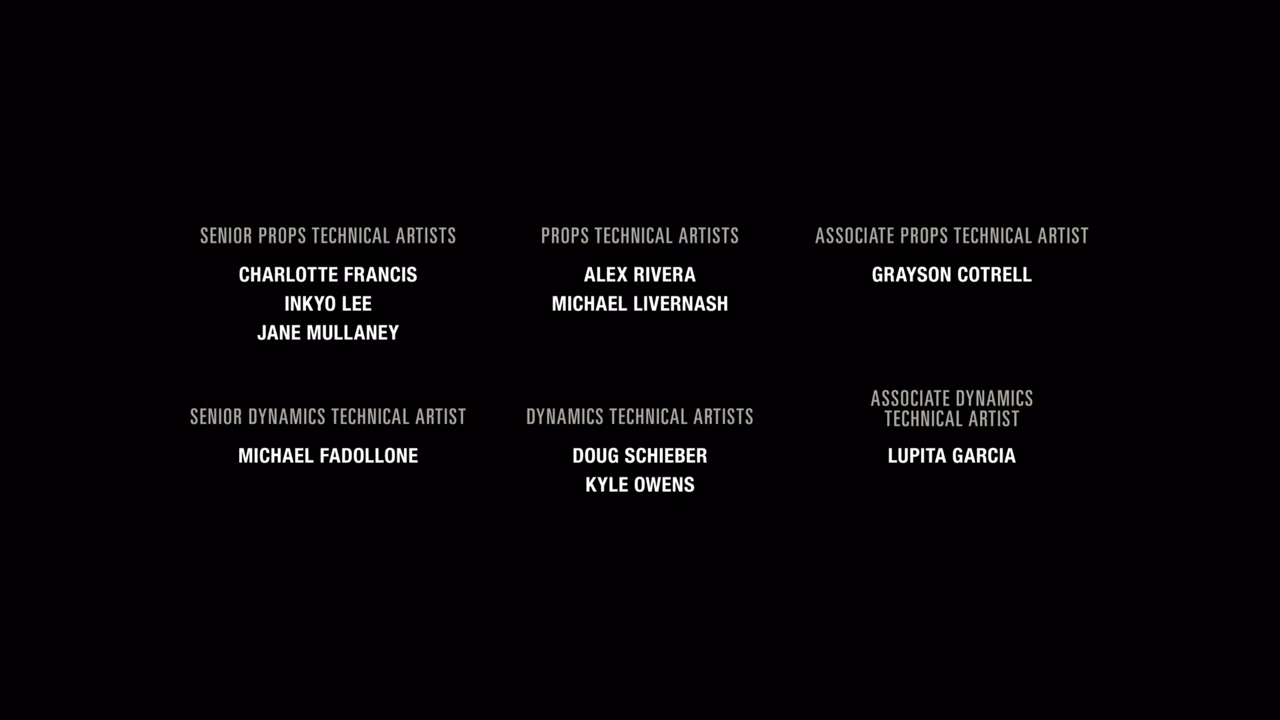 SENIOR PROPS TECHNICAL ARTISTS
CHARLOTTE FRANCIS
INKYO LEE
JANE MULLANEY
PROPS TECHNICAL ARTISTS
ALEX RIVERA
MICHAEL LIVERNASH
ASSOCIATE PROPS TECHNICAL ARTIST
GRAYSON COTRELL
SENIOR DYNAMICS TECHNICAL ARTIST
MICHAEL FADOLLONE
DYNAMICS TECHNICAL ARTISTS
DOUG SCHIEBER
KYLE OWENS
ASSOCIATE DYNAMICS
TECHNICAL ARTIST
LUPITA GARCIA